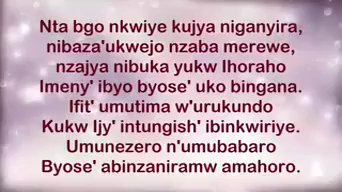 Nta bgo nkwiye kujya niganyira,
nibaza'ukwejo nzaba merewe,
nzajya nibuka yukw Ihoraho
Imeny' ibyo byose' uko bingana.
Ifit' umutima w'urukundo
Kukw Ijy' intungish' ibinkwiriye.
Umunezero n'umubabaro
Byose' abinzaniramw amahoro.